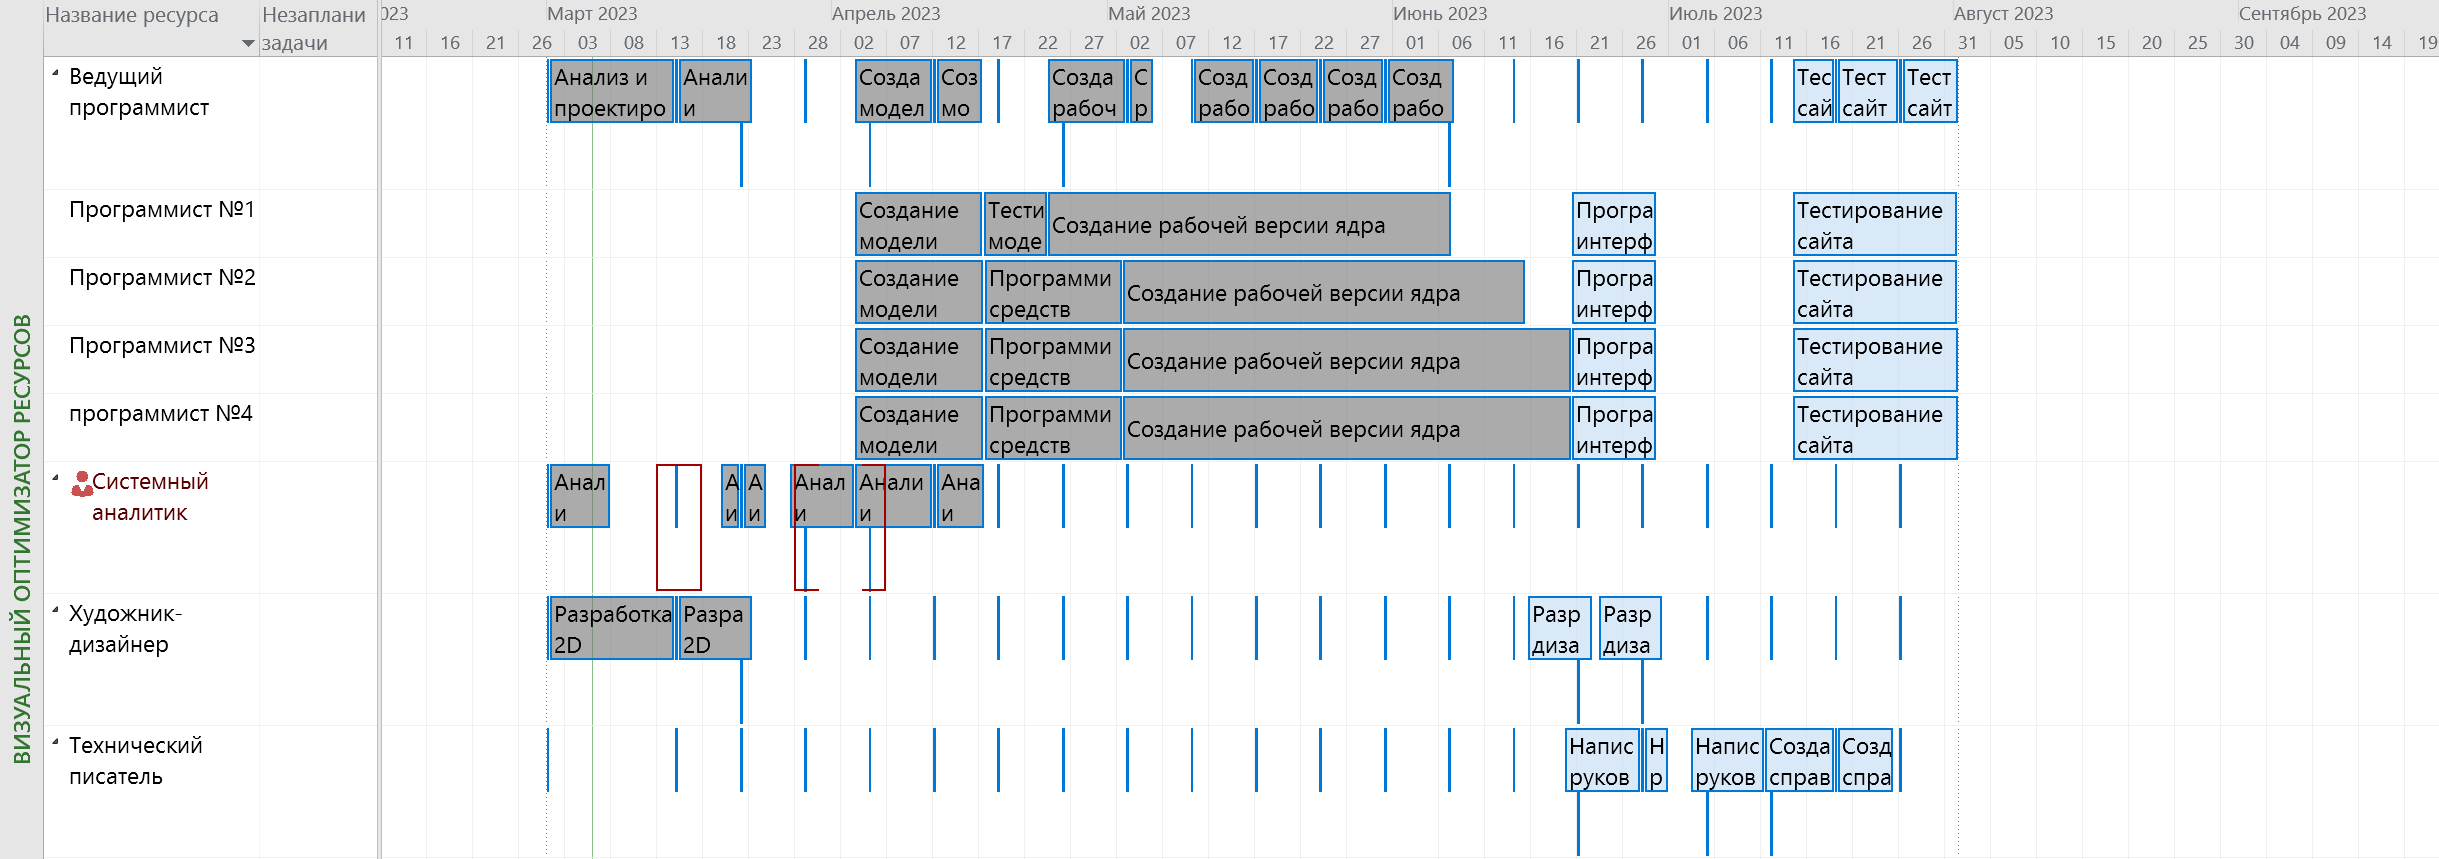 Название ресурса
Незаплани
задачи
023
Март 2023
Апрель 2023
Май 2023
Июнь 2023
Июль 2023
Август 2023
Сентябрь 2023
11 16 21 26 03 08 13 18 23 28 02 07 12 17 22 27 02 07 12 17 22 27 01 06 11 16 21 26 01 06 11 16 21 26 31 05 10 15 20 25 30 04 09 14 19
ВИЗУАЛЬНЫЙ ОПТИМИЗАТОР РЕСУРСОВ
Ведущий
программист
Анализ и
проектиро
Анали
и
Созда
модел
Соз
мо
Созда
рабоч
С
р
Созд
рабо
Созд
рабо
Созд
рабо
Созд
рабо
Тес
сай
Тест
сайт
Тест
сайт
Программист №1
Создание
модели
Тести
моде
Создание рабочей версии ядра
Програ
интерф
Тестирование
сайта
Программист №2
Создание
модели
Программи
средств
Создание рабочей версии ядра
Програ
интерф
Тестирование
сайта
Программист №3
Создание
модели
Программи
средств
Создание рабочей версии ядра
Програ
интерф
Тестирование
сайта
программист №4
Создание
модели
Программи
средств
Создание рабочей версии ядра
Програ
интерф
Тестирование
сайта
Системный
аналитик
Анал
и
А
и
А
и
Анал
и
Анали
и
Ана
и
Художник-
дизайнер
Разработка
2D
Разра
2D
Разр
диза
Разр
диза
Технический
писатель
Напис
руков
Н
р
Напис
руков
Созда
справ
Созд
спра